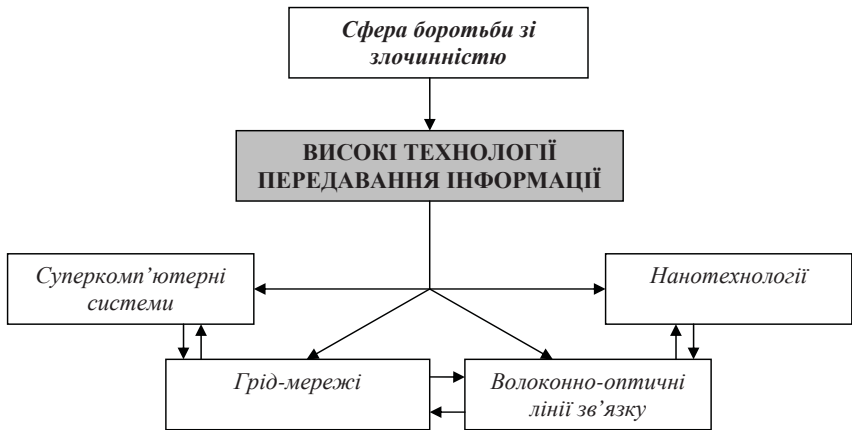 Сфера боротьби зі
злочинністю
ВИСОКІ ТЕХНОЛОГІЇ
ПЕРЕДАВАННЯ ІНФОРМАЦІЇ
Суперкомп’ютерні
системи
Нанотехнології
Грід-мережі
Волоконно-оптичні
лінії зв’язку